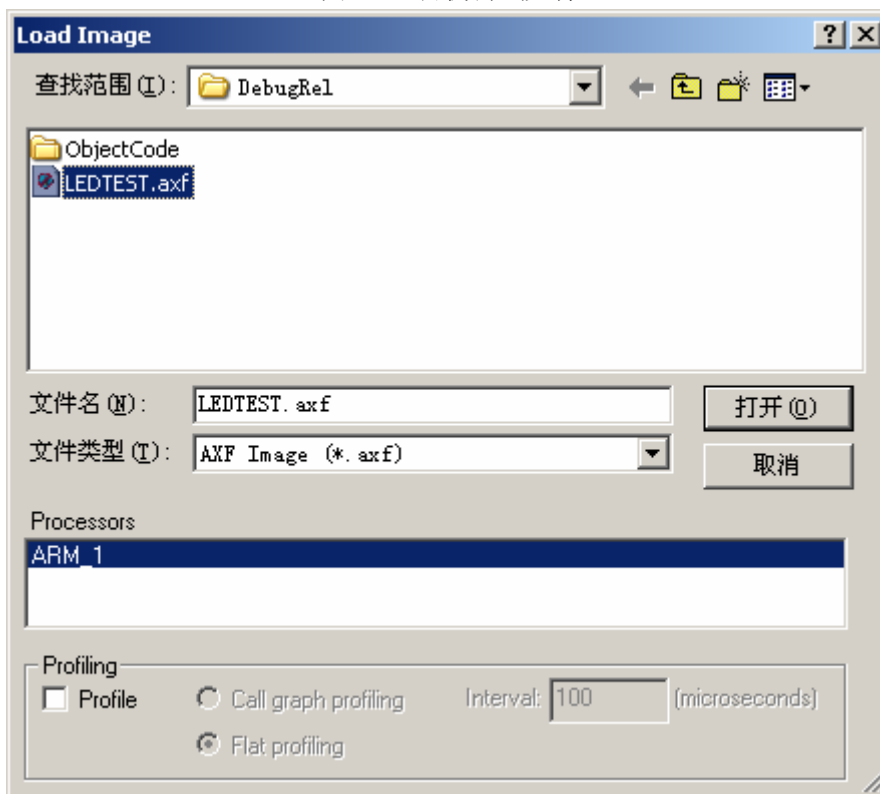 Load Image
查找范围(I): DebugRel
ObjectCode
LEDTEST.axf
文件名(N): LEDTEST.axf 打开(O)
文件类型(T): AXF Image (*.axf) 取消
Processors
ARM_1
Profiling
Profile Call graph profiling Interval: 100 (microseconds)
Flat profiling